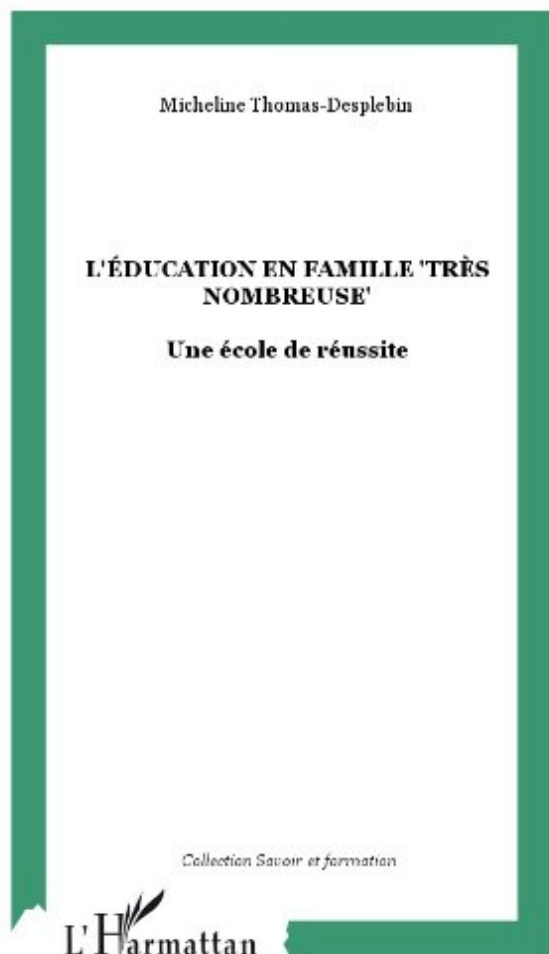 Micheline Thomas-Desplebin
L'ÉDUCATION EN FAMILLE 'TRÈS
NOMBREUSE'
Une école de réussite
Collection Savoir et formation
L'Harmattan